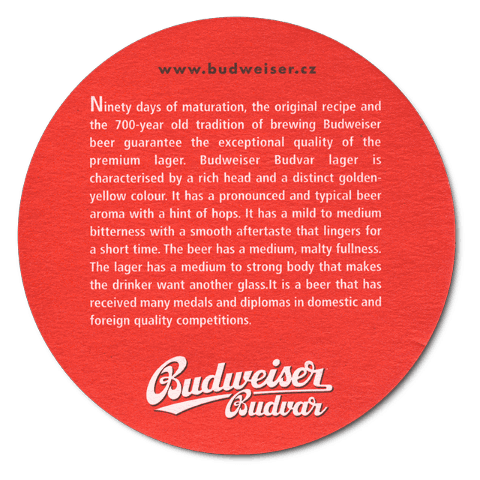 www.budweiser.cz
Ninety days of maturation, the original recipe and
the 700-year old tradition of brewing Budweiser
beer guarantee the exceptional quality of the
premium lager. Budweiser Budvar lager is
characterised by a rich head and a distinct golden-
yellow colour. It has a pronounced and typical beer
aroma with a hint of hops. It has a mild to medium
bitterness with a smooth aftertaste that lingers for
a short time. The beer has a medium, malty fullness.
The lager has a medium to strong body that makes
the drinker want another glass.It is a beer that has
received many medals and diplomas in domestic and
foreign quality competitions.
Budweiser
Budvar